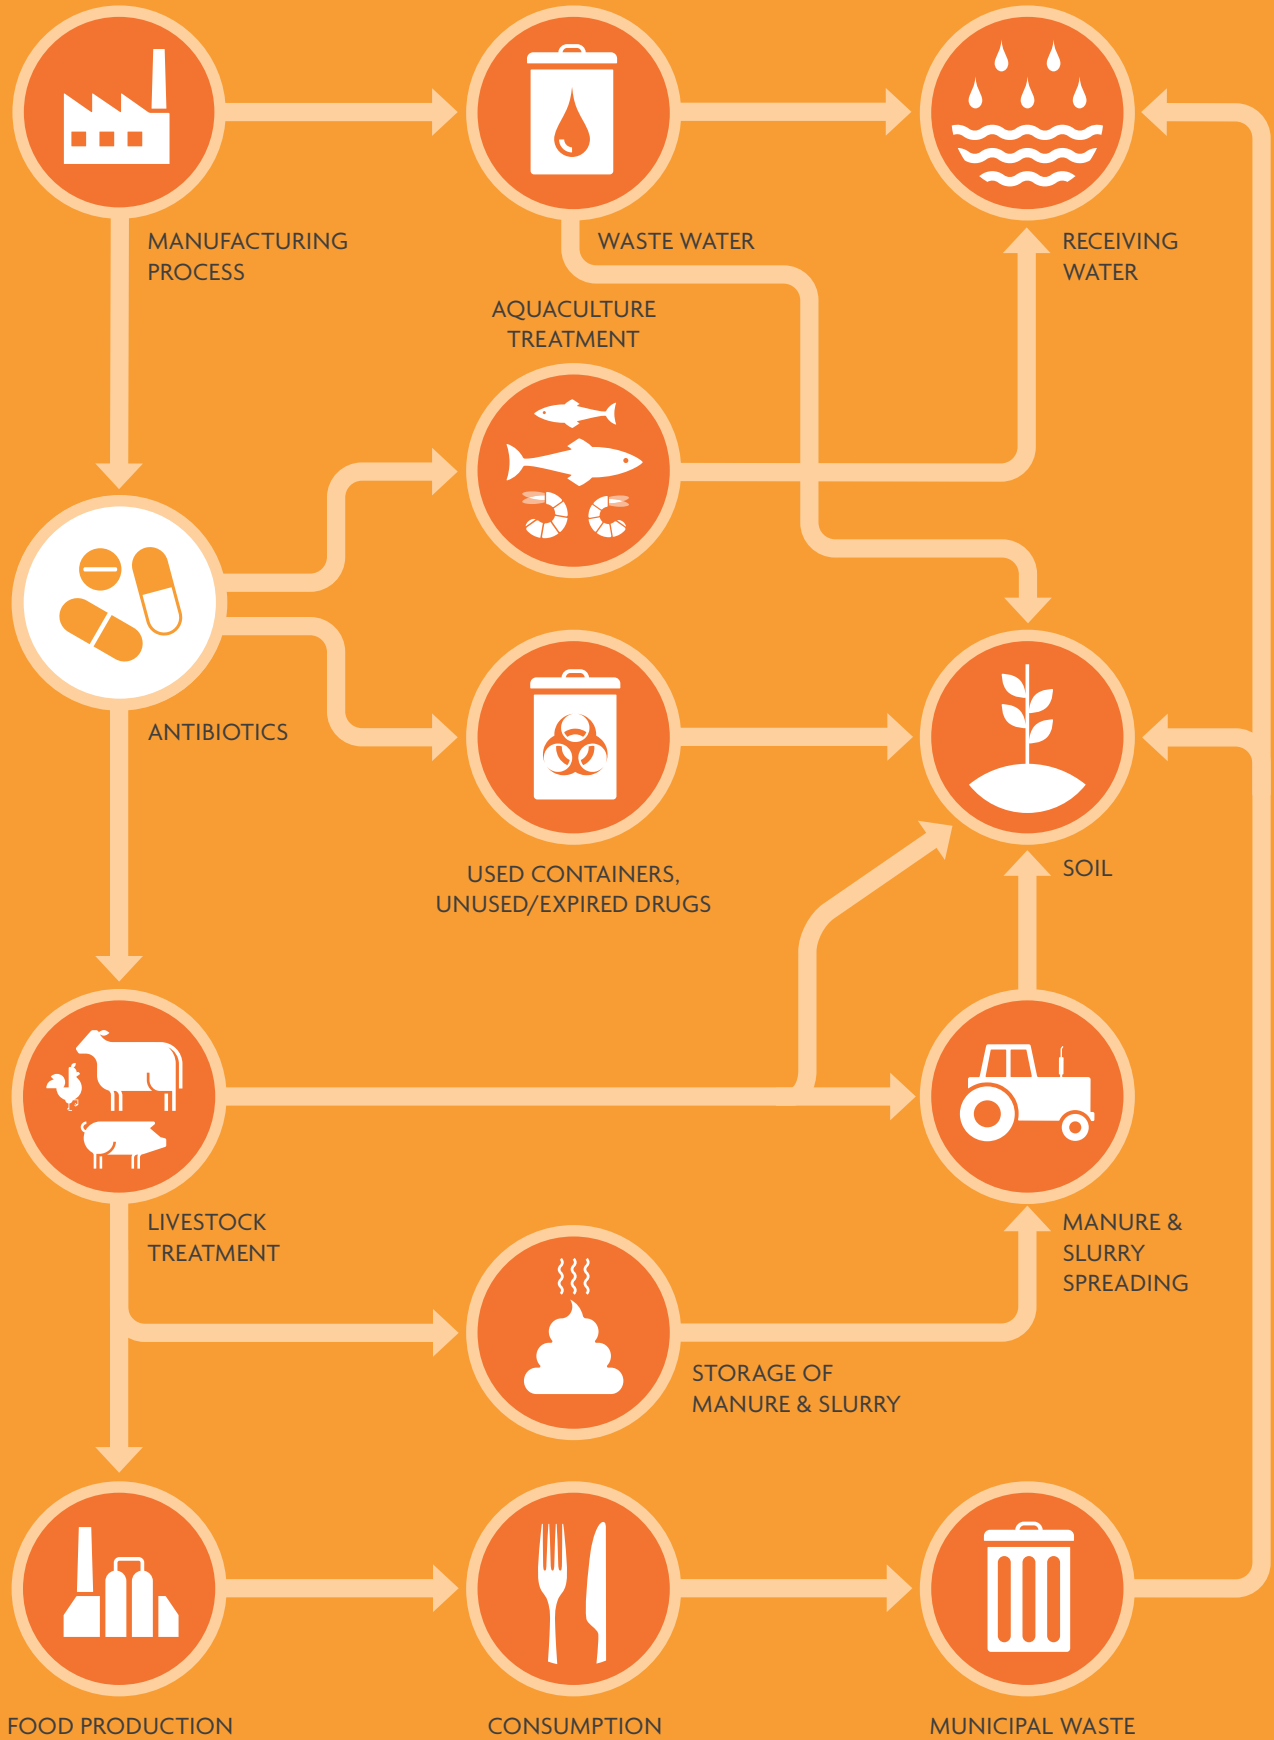 MANUFACTURING
PROCESS
WASTE WATER
RECEIVING
WATER
AQUACULTURE
TREATMENT
ANTIBIOTICS
USED CONTAINERS,
UNUSED/EXPIRED DRUGS
SOIL
LIVESTOCK
TREATMENT
MANURE &
SLURRY
SPREADING
STORAGE OF
MANURE & SLURRY
FOOD PRODUCTION
CONSUMPTION
MUNICIPAL WASTE